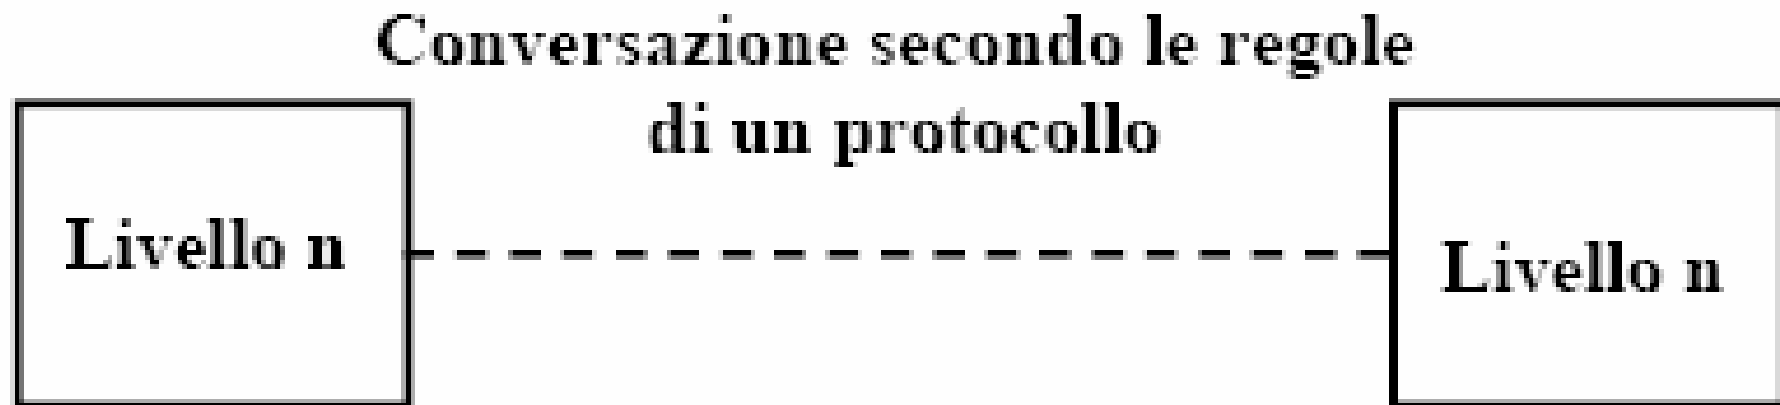 Conversazione secondo le regole
di un protocollo
Livello n
Livello n